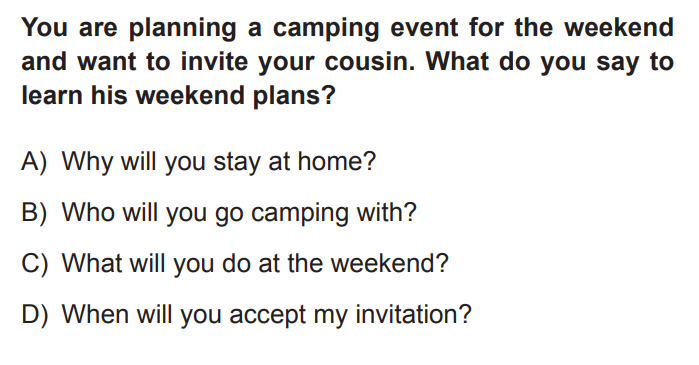 You are planning a camping event for the weekend
and want to invite your cousin. What do you say to
learn his weekend plans?
A) Why will you stay at home?
B) Who will you go camping with?
C) What will you do at the weekend?
D) When will you accept my invitation?